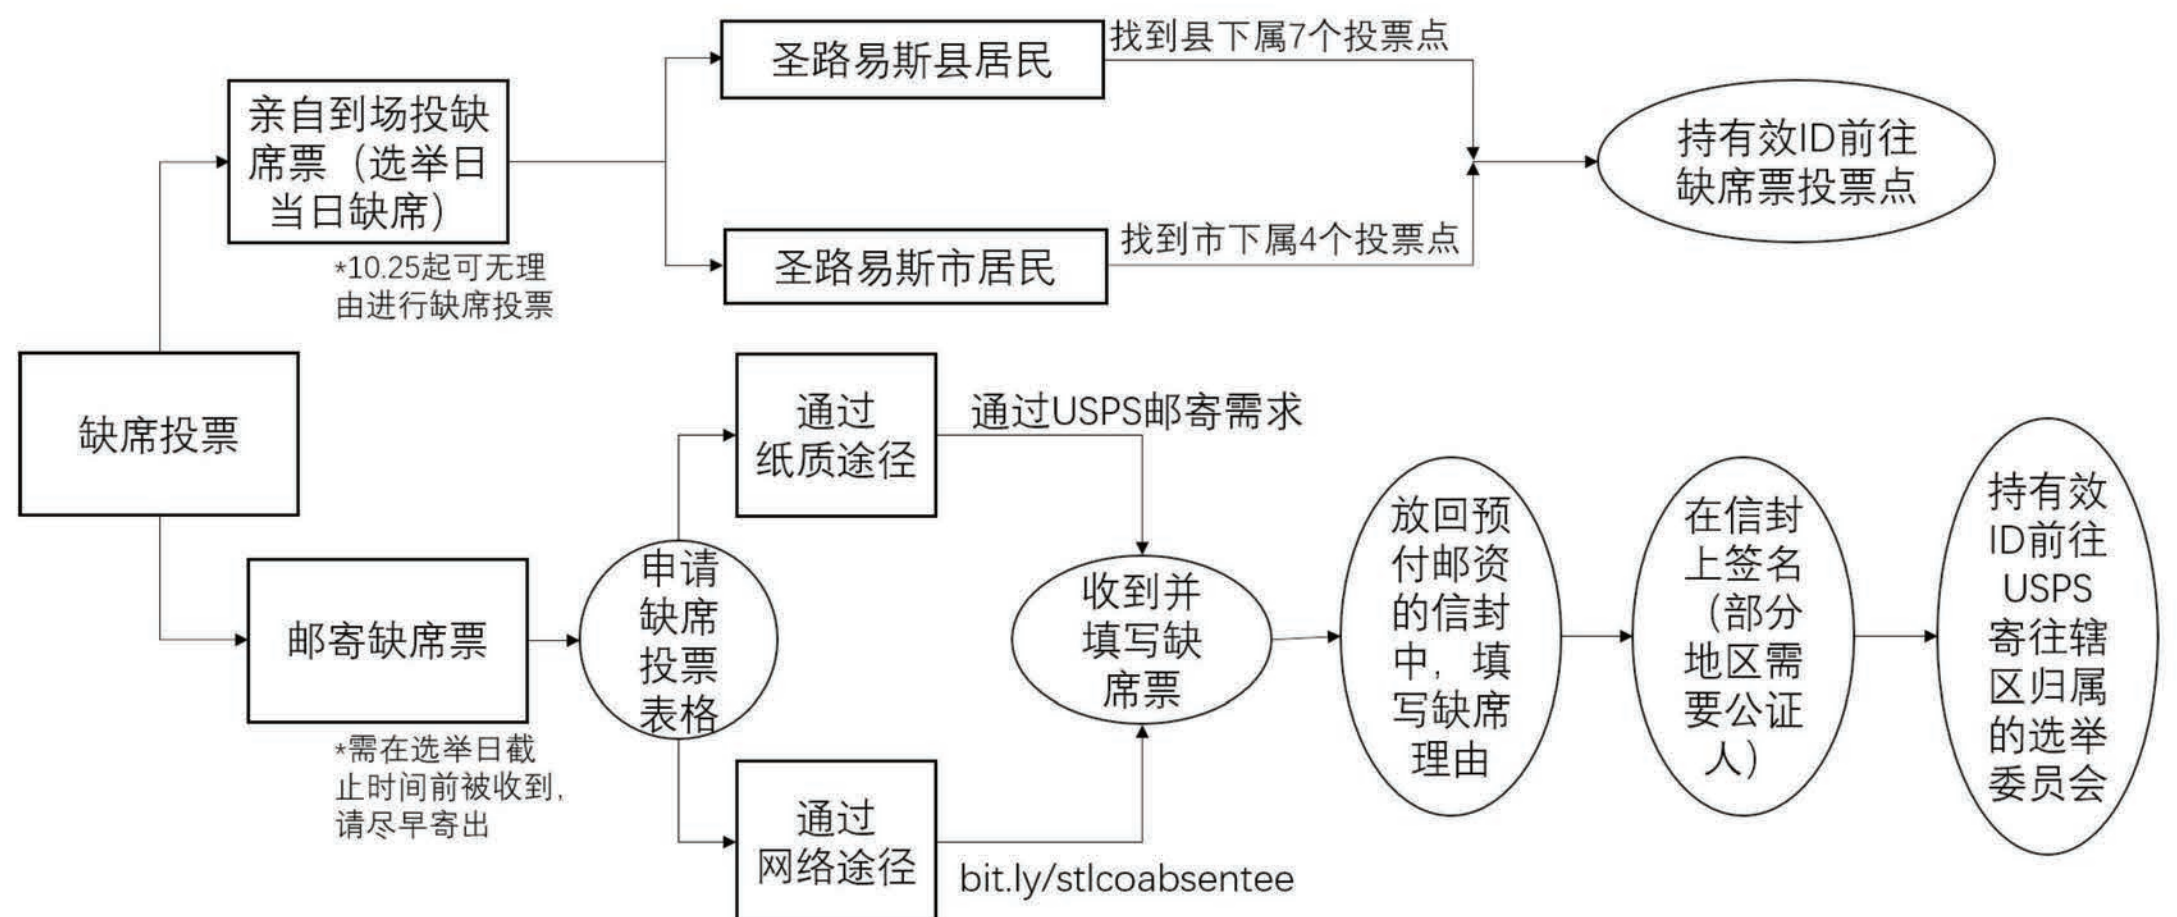 圣路易斯县居民
找到县下属7个投票点
亲自到场投缺
席票（选举日
当日缺席）
*10.25起可无理
由进行缺席投票
圣路易斯市居民
找到市下属4个投票点
持有效ID前往
缺席票投票点
缺席投票
邮寄缺席票
*需在选举日截
止时间前被收到，
请尽早寄出
申请
缺席
投票
表格
通过
纸质途径
通过USPS邮寄需求
通过
网络途径
bit.ly/stlcoabsentee
收到并
填写缺
席票
放回预
付邮资
的信封
中，填
写缺席
理由
在信封
上签名
（部分
地区需
要公证
人）
持有效
ID前往
USPS
寄往辖
区归属
的选举
委员会